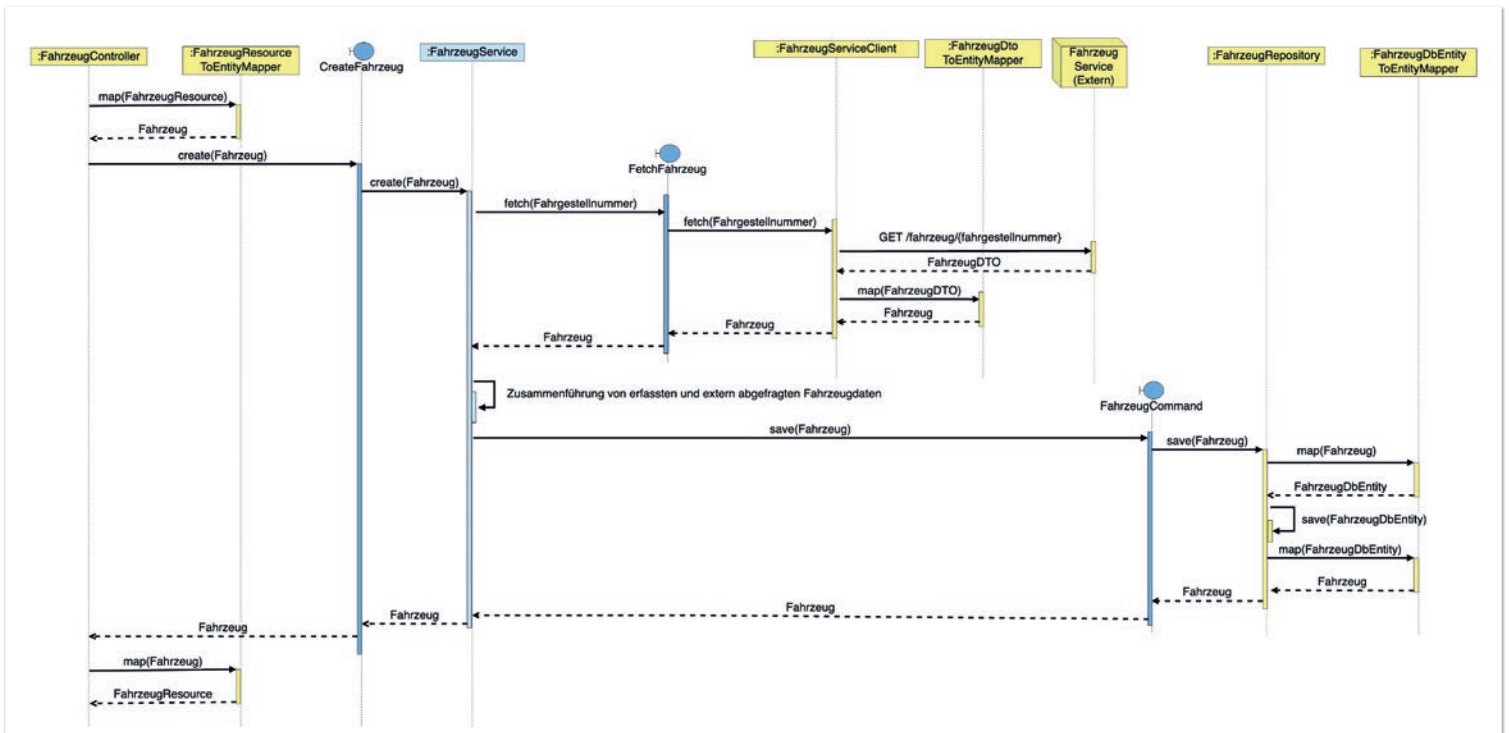 :FahrzeugController
:FahrzeugResource
ToEntityMapper
CreateFahrzeug
:FahrzeugService
:FahrzeugServiceClient
:FahrzeugDto
ToEntityMapper
Fahrzeug
Service
(Extern)
:FahrzeugRepository
:FahrzeugDbEntity
ToEntityMapper
map(FahrzeugResource)
Fahrzeug
create(Fahrzeug)
FetchFahrzeug
create(Fahrzeug)
fetch(Fahrgestellnummer)
fetch(Fahrgestellnummer)
GET /fahrzeug/{fahrgestellnummer}
FahrzeugDTO
map(FahrzeugDTO)
Fahrzeug
Fahrzeug
Fahrzeug
Zusammenführung von erfassten und extern abgefragten Fahrzeugdaten
FahrzeugCommand
save(Fahrzeug)
save(Fahrzeug)
map(Fahrzeug)
FahrzeugDbEntity
save(FahrzeugDbEntity)
map(FahrzeugDbEntity)
Fahrzeug
Fahrzeug
Fahrzeug
Fahrzeug
Fahrzeug
map(Fahrzeug)
FahrzeugResource